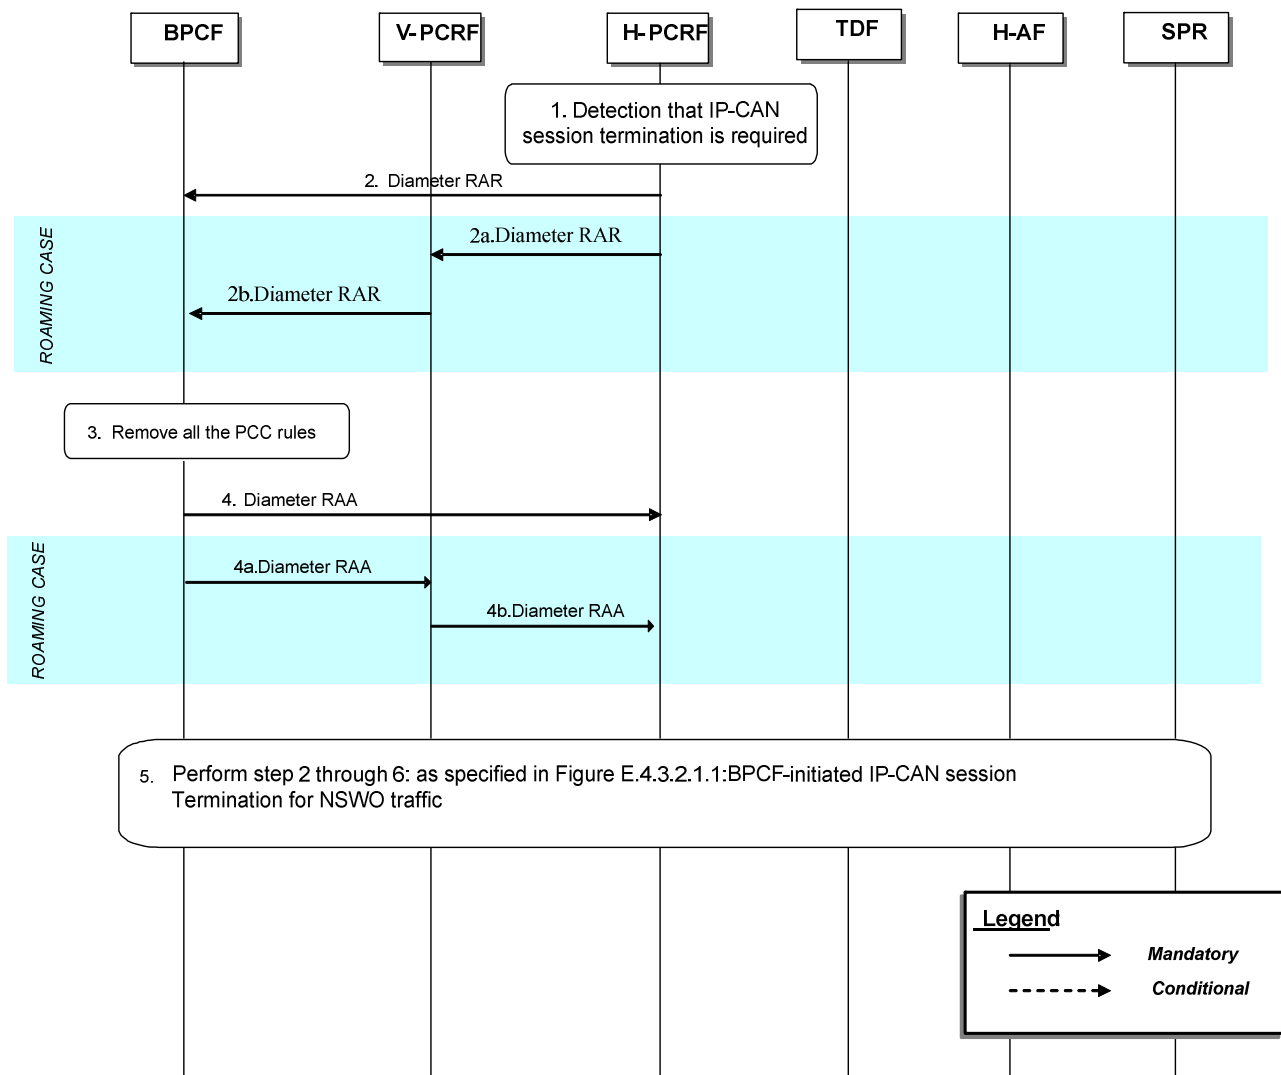 BPCF
V-PCRF
H-PCRF
TDF
H-AF
SPR
1. Detection that IP-CAN
session termination is required
2. Diameter RAR
ROAMING CASE
2a.Diameter RAR
2b.Diameter RAR
3. Remove all the PCC rules
4. Diameter RAA
ROAMING CASE
4a.Diameter RAA
4b.Diameter RAA
5. Perform step 2 through 6: as specified in Figure E.4.3.2.1.1:BPCF-initiated IP-CAN session
Termination for NSWO traffic
Legend
Mandatory
Conditional